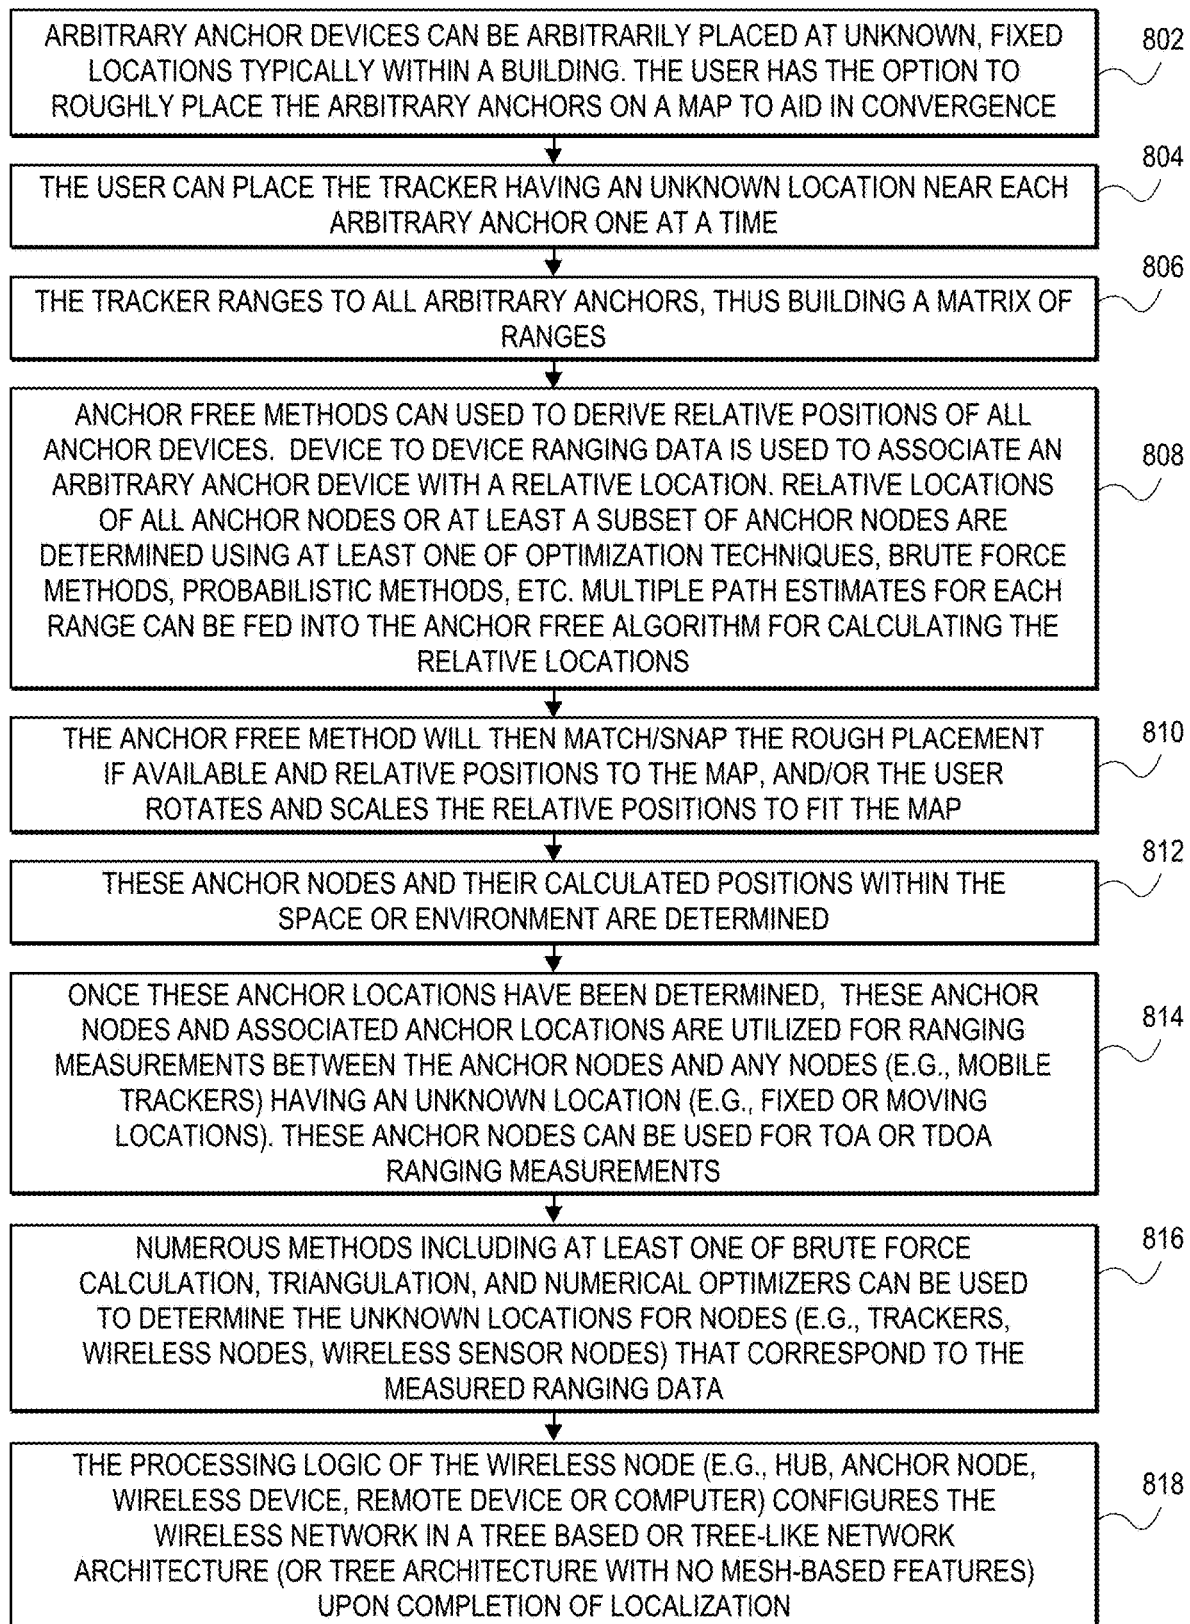 ARBITRARY ANCHOR DEVICES CAN BE ARBITRARILY PLACED AT UNKNOWN, FIXED
LOCATIONS TYPICALLY WITHIN A BUILDING. THE USER HAS THE OPTION TO
ROUGHLY PLACE THE ARBITRARY ANCHORS ON A MAP TO AID IN CONVERGENCE
802
THE USER CAN PLACE THE TRACKER HAVING AN UNKNOWN LOCATION NEAR EACH
ARBITRARY ANCHOR ONE AT A TIME
804
THE TRACKER RANGES TO ALL ARBITRARY ANCHORS, THUS BUILDING A MATRIX OF
RANGES
806
ANCHOR FREE METHODS CAN USED TO DERIVE RELATIVE POSITIONS OF ALL
ANCHOR DEVICES. DEVICE TO DEVICE RANGING DATA IS USED TO ASSOCIATE AN
ARBITRARY ANCHOR DEVICE WITH A RELATIVE LOCATION. RELATIVE LOCATIONS
OF ALL ANCHOR NODES OR AT LEAST A SUBSET OF ANCHOR NODES ARE
DETERMINED USING AT LEAST ONE OF OPTIMIZATION TECHNIQUES, BRUTE FORCE
METHODS, PROBABILISTIC METHODS, ETC. MULTIPLE PATH ESTIMATES FOR EACH
RANGE CAN BE FED INTO THE ANCHOR FREE ALGORITHM FOR CALCULATING THE
RELATIVE LOCATIONS
808
THE ANCHOR FREE METHOD WILL THEN MATCH/SNAP THE ROUGH PLACEMENT
IF AVAILABLE AND RELATIVE POSITIONS TO THE MAP, AND/OR THE USER
ROTATES AND SCALES THE RELATIVE POSITIONS TO FIT THE MAP
810
THESE ANCHOR NODES AND THEIR CALCULATED POSITIONS WITHIN THE
SPACE OR ENVIRONMENT ARE DETERMINED
812
ONCE THESE ANCHOR LOCATIONS HAVE BEEN DETERMINED, THESE ANCHOR
NODES AND ASSOCIATED ANCHOR LOCATIONS ARE UTILIZED FOR RANGING
MEASUREMENTS BETWEEN THE ANCHOR NODES AND ANY NODES (E.G., MOBILE
TRACKERS) HAVING AN UNKNOWN LOCATION (E.G., FIXED OR MOVING
LOCATIONS). THESE ANCHOR NODES CAN BE USED FOR TOA OR TDOA
RANGING MEASUREMENTS
814
NUMEROUS METHODS INCLUDING AT LEAST ONE OF BRUTE FORCE
CALCULATION, TRIANGULATION, AND NUMERICAL OPTIMIZERS CAN BE USED
TO DETERMINE THE UNKNOWN LOCATIONS FOR NODES (E.G., TRACKERS,
WIRELESS NODES, WIRELESS SENSOR NODES) THAT CORRESPOND TO THE
MEASURED RANGING DATA
816
THE PROCESSING LOGIC OF THE WIRELESS NODE (E.G., HUB, ANCHOR NODE,
WIRELESS DEVICE, REMOTE DEVICE OR COMPUTER) CONFIGURES THE
WIRELESS NETWORK IN A TREE BASED OR TREE-LIKE NETWORK
ARCHITECTURE (OR TREE ARCHITECTURE WITH NO MESH-BASED FEATURES)
UPON COMPLETION OF LOCALIZATION
818